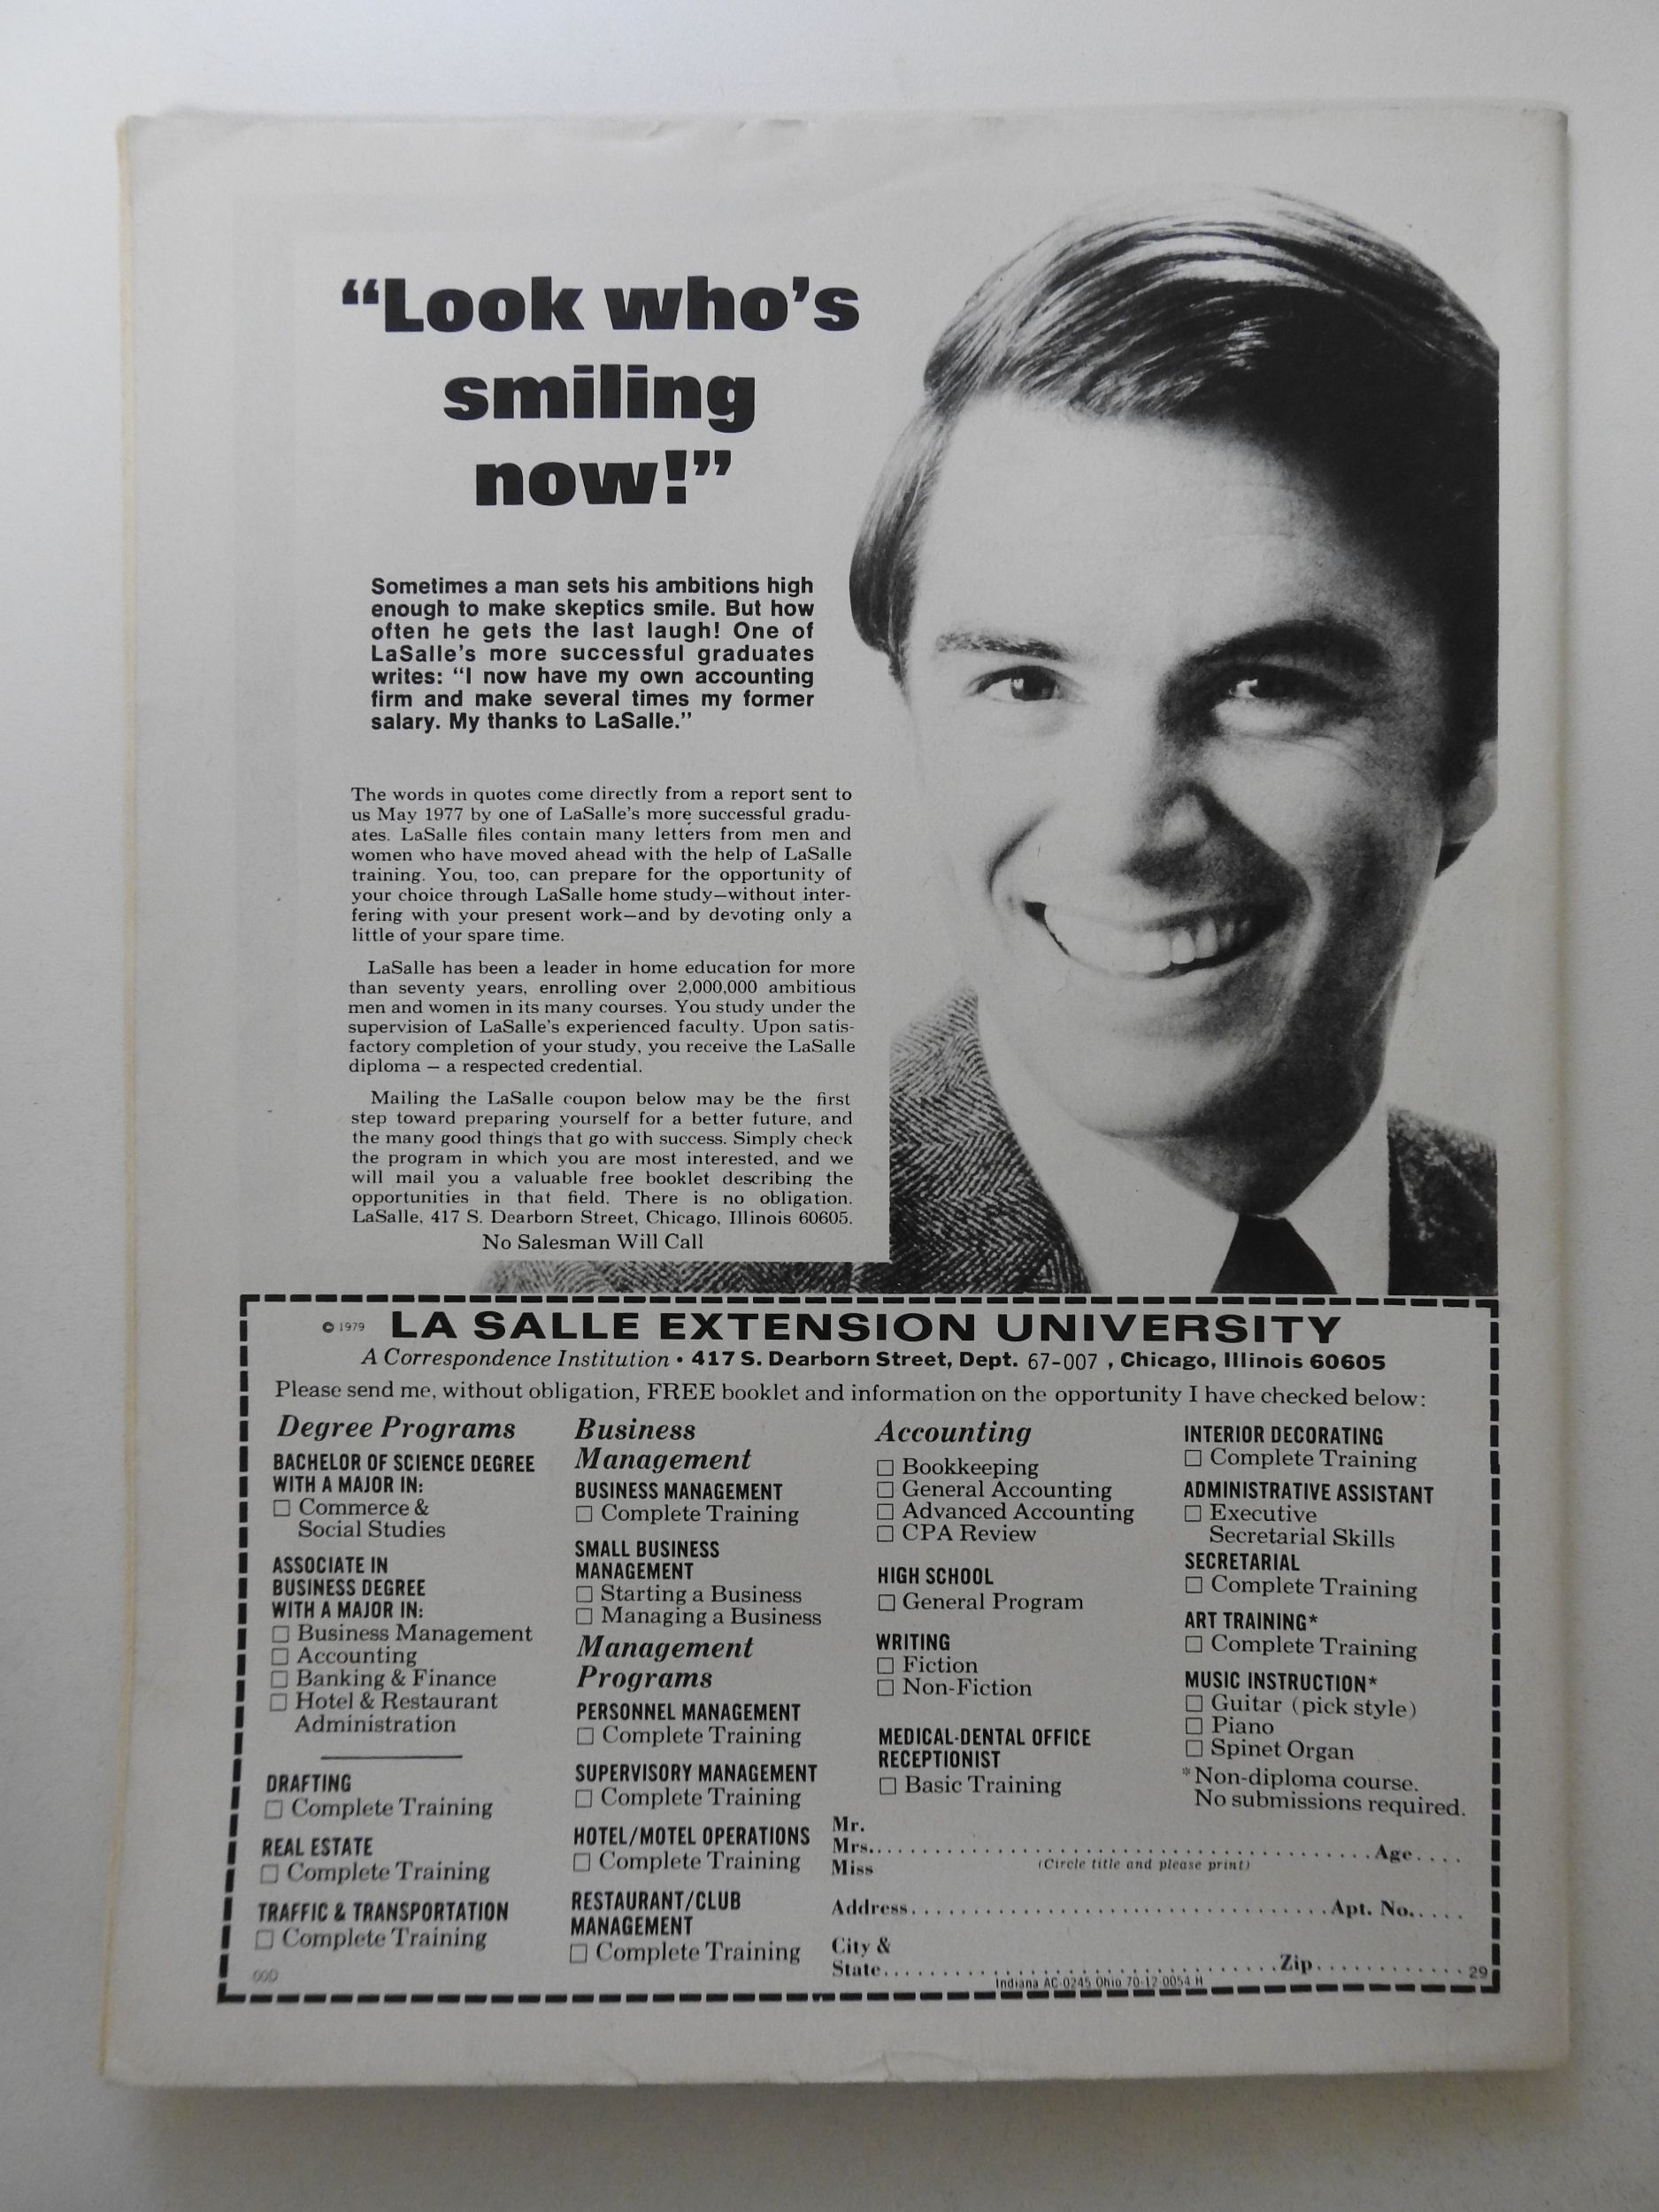 “Look who’s
smiling
now!”
Sometimes a man sets his ambitions high
enough to make skeptics smile. But how
often he gets the last laugh! One of
LaSalle’s more successful graduates
writes: “I now have my own accounting
firm and make several times my former
salary. My thanks to LaSalle.”
The words in quotes come directly from a report sent to
us May 1977 by one of LaSalle’s more successful gradu-
ates. LaSalle files contain many letters from men and
women who have moved ahead with the help of LaSalle
training. You, too, can prepare for the opportunity of
your choice through LaSalle home study—without inter-
fering with your present work—and by devoting only a
little of your spare time.
LaSalle has been a leader in home education for more
than seventy years, enrolling over 2,000,000 ambitious
men and women in its many courses. You study under the
supervision of LaSalle’s experienced faculty. Upon satis-
factory completion of your study, you receive the LaSalle
diploma — a respected credential.
Mailing the LaSalle coupon below may be the first
step toward preparing yourself for a better future, and
the many good things that go with success. Simply check
the program in which you are most interested, and we
will mail you a valuable free booklet describing the
opportunities in that field. There is no obligation.
LaSalle, 417 S. Dearborn Street, Chicago, Illinois 60605.
No Salesman Will Call
© 1979 LA SALLE EXTENSION UNIVERSITY
A Correspondence Institution • 417 S. Dearborn Street, Dept. 67-007 , Chicago, Illinois 60605
Please send me, without obligation, FREE booklet and information on the opportunity I have checked below:
Degree Programs
BACHELOR OF SCIENCE DEGREE
WITH A MAJOR IN:
☐ Commerce &
Social Studies
ASSOCIATE IN
BUSINESS DEGREE
WITH A MAJOR IN:
☐ Business Management
☐ Accounting
☐ Banking & Finance
☐ Hotel & Restaurant
Administration
DRAFTING
☐ Complete Training
REAL ESTATE
☐ Complete Training
TRAFFIC & TRANSPORTATION
☐ Complete Training
000
Business
Management
BUSINESS MANAGEMENT
☐ Complete Training
SMALL BUSINESS
MANAGEMENT
☐ Starting a Business
☐ Managing a Business
Management
Programs
PERSONNEL MANAGEMENT
☐ Complete Training
SUPERVISORY MANAGEMENT
☐ Complete Training
HOTEL/MOTEL OPERATIONS
☐ Complete Training
RESTAURANT/CLUB
MANAGEMENT
☐ Complete Training
Accounting
☐ Bookkeeping
☐ General Accounting
☐ Advanced Accounting
☐ CPA Review
HIGH SCHOOL
☐ General Program
WRITING
☐ Fiction
☐ Non-Fiction
MEDICAL-DENTAL OFFICE
RECEPTIONIST
☐ Basic Training
INTERIOR DECORATING
☐ Complete Training
ADMINISTRATIVE ASSISTANT
☐ Executive
Secretarial Skills
SECRETARIAL
☐ Complete Training
ART TRAINING*
☐ Complete Training
MUSIC INSTRUCTION*
☐ Guitar (pick style)
☐ Piano
☐ Spinet Organ
*Non-diploma course.
No submissions required.
Mr.
Mrs. Age
Miss (Circle title and please print)
Address Apt. No.
City &
State Zip 29
Indiana AC-0245 Ohio 70-12-0054 H